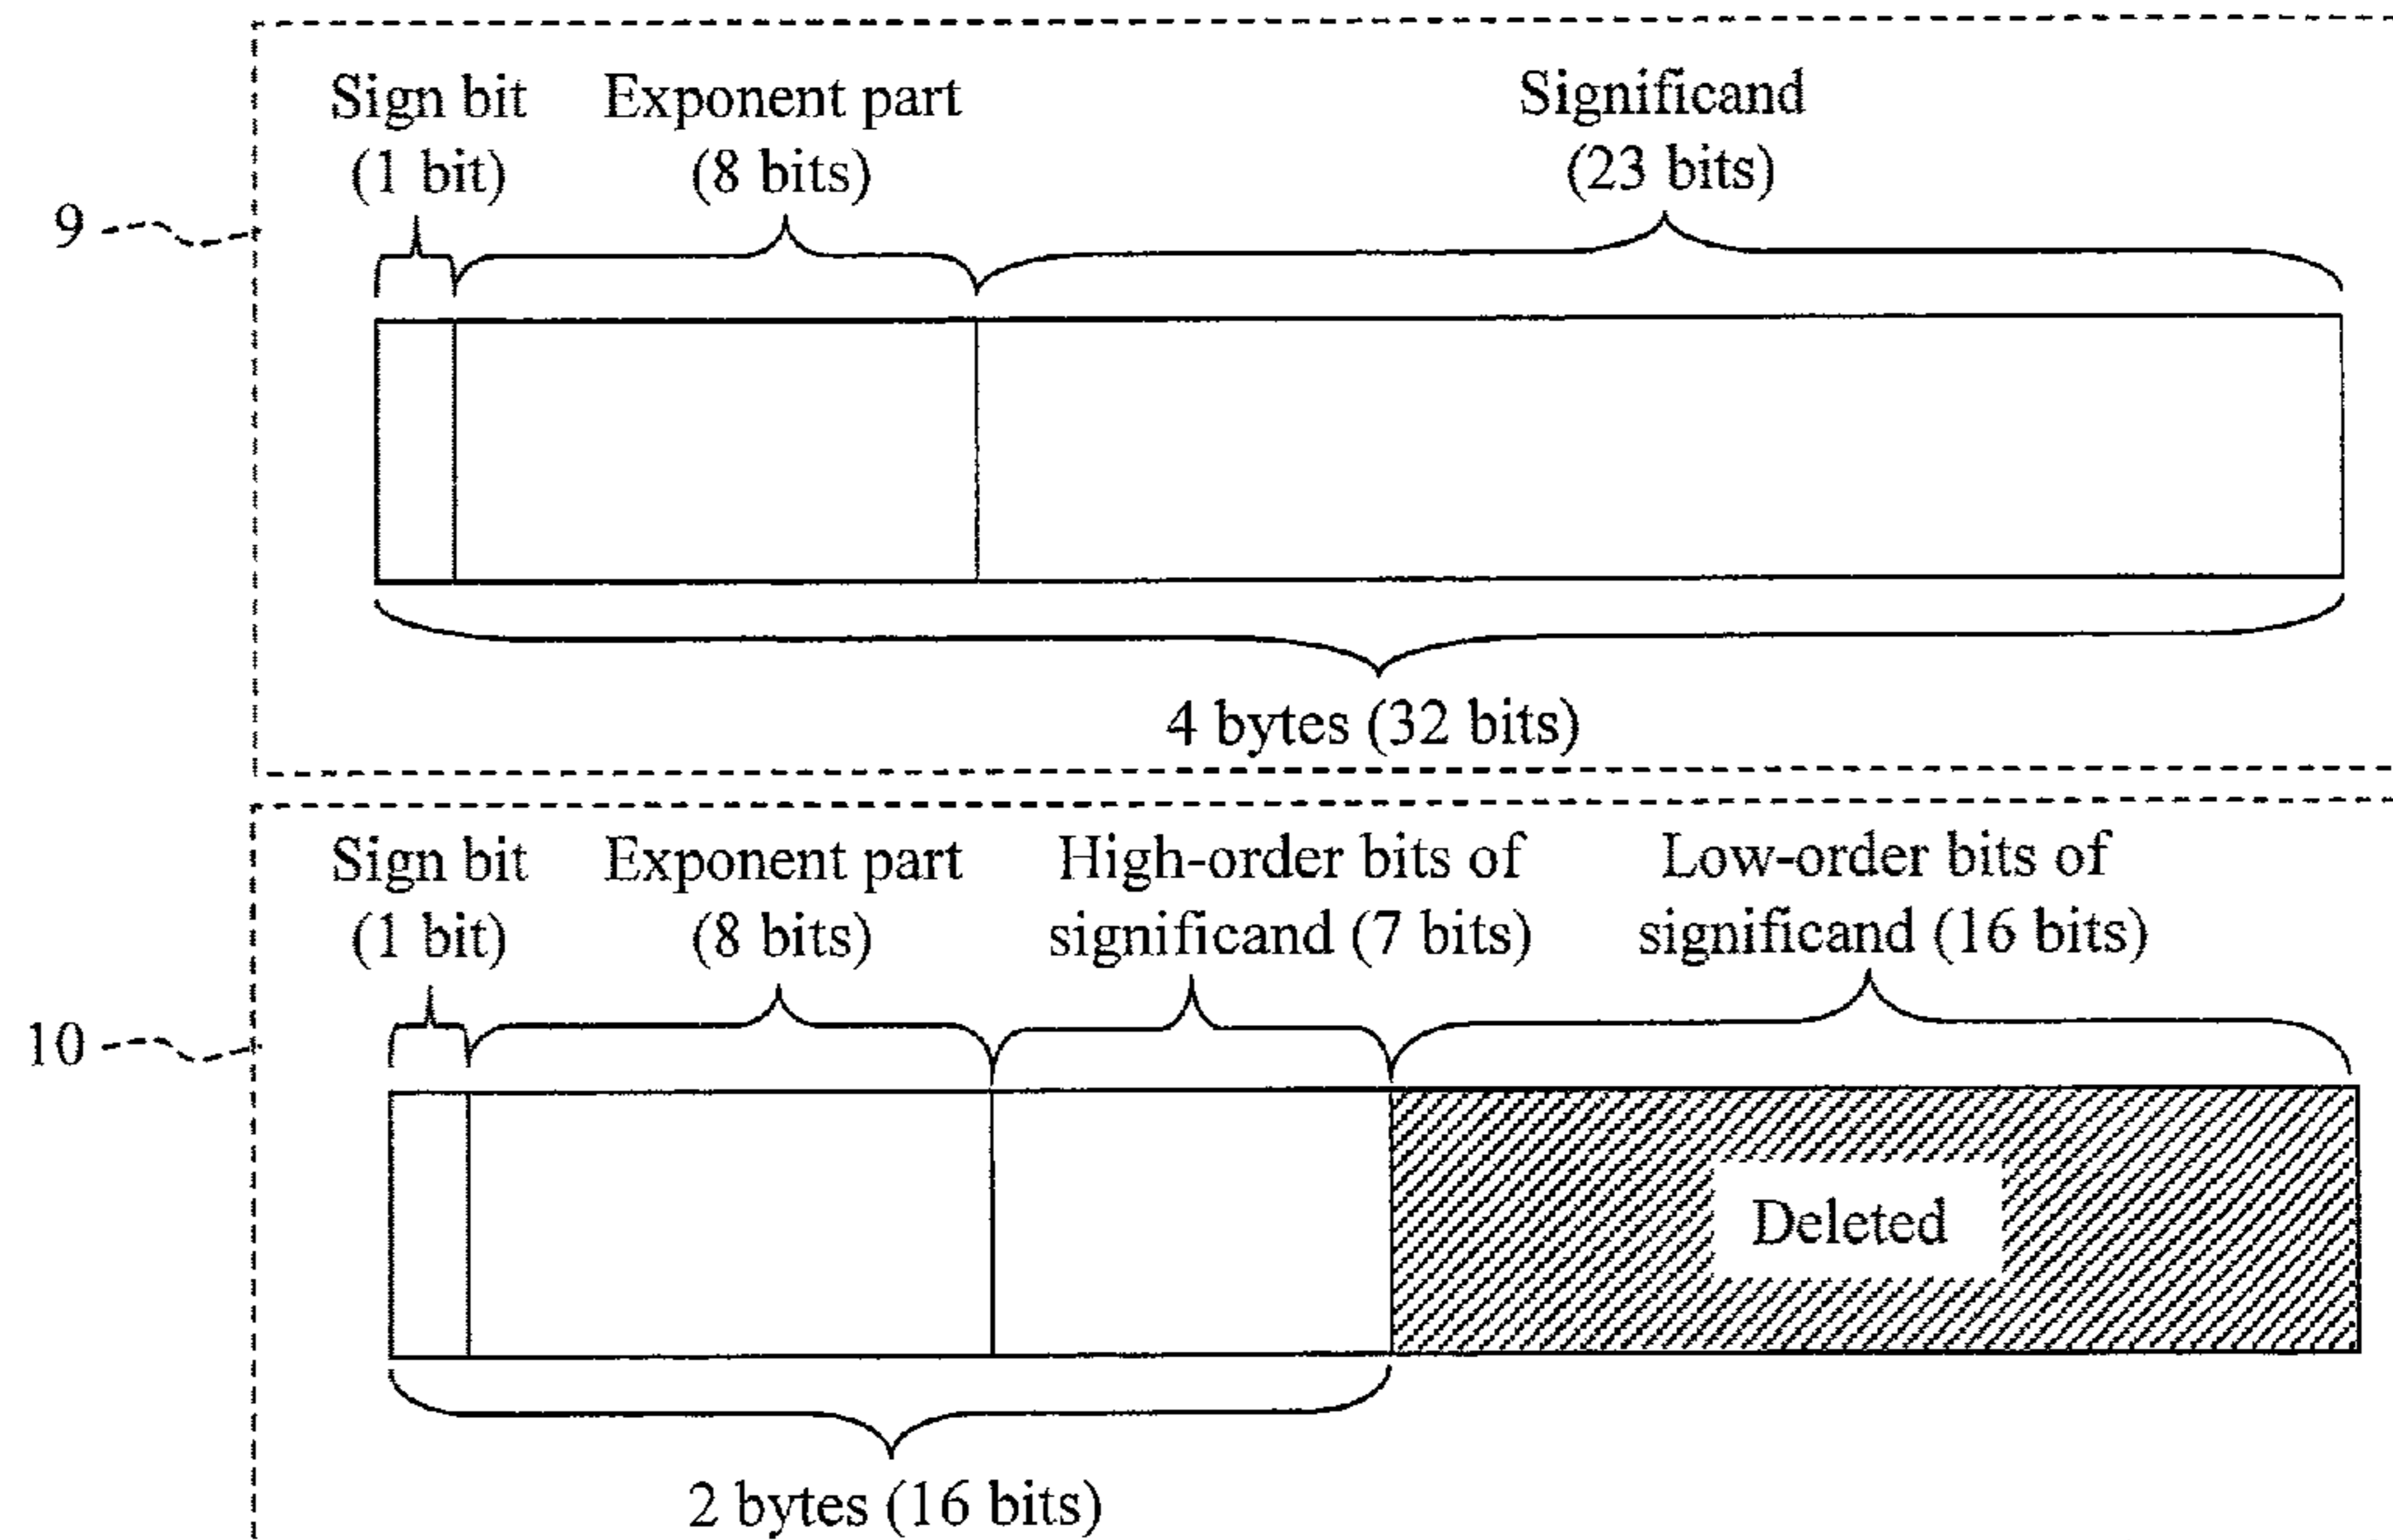 Sign bit
(1 bit)
Exponent part
(8 bits)
Significand
(23 bits)
9
4 bytes (32 bits)
Sign bit
(1 bit)
Exponent part
(8 bits)
High-order bits of
significand (7 bits)
Low-order bits of
significand (16 bits)
10
Deleted
2 bytes (16 bits)